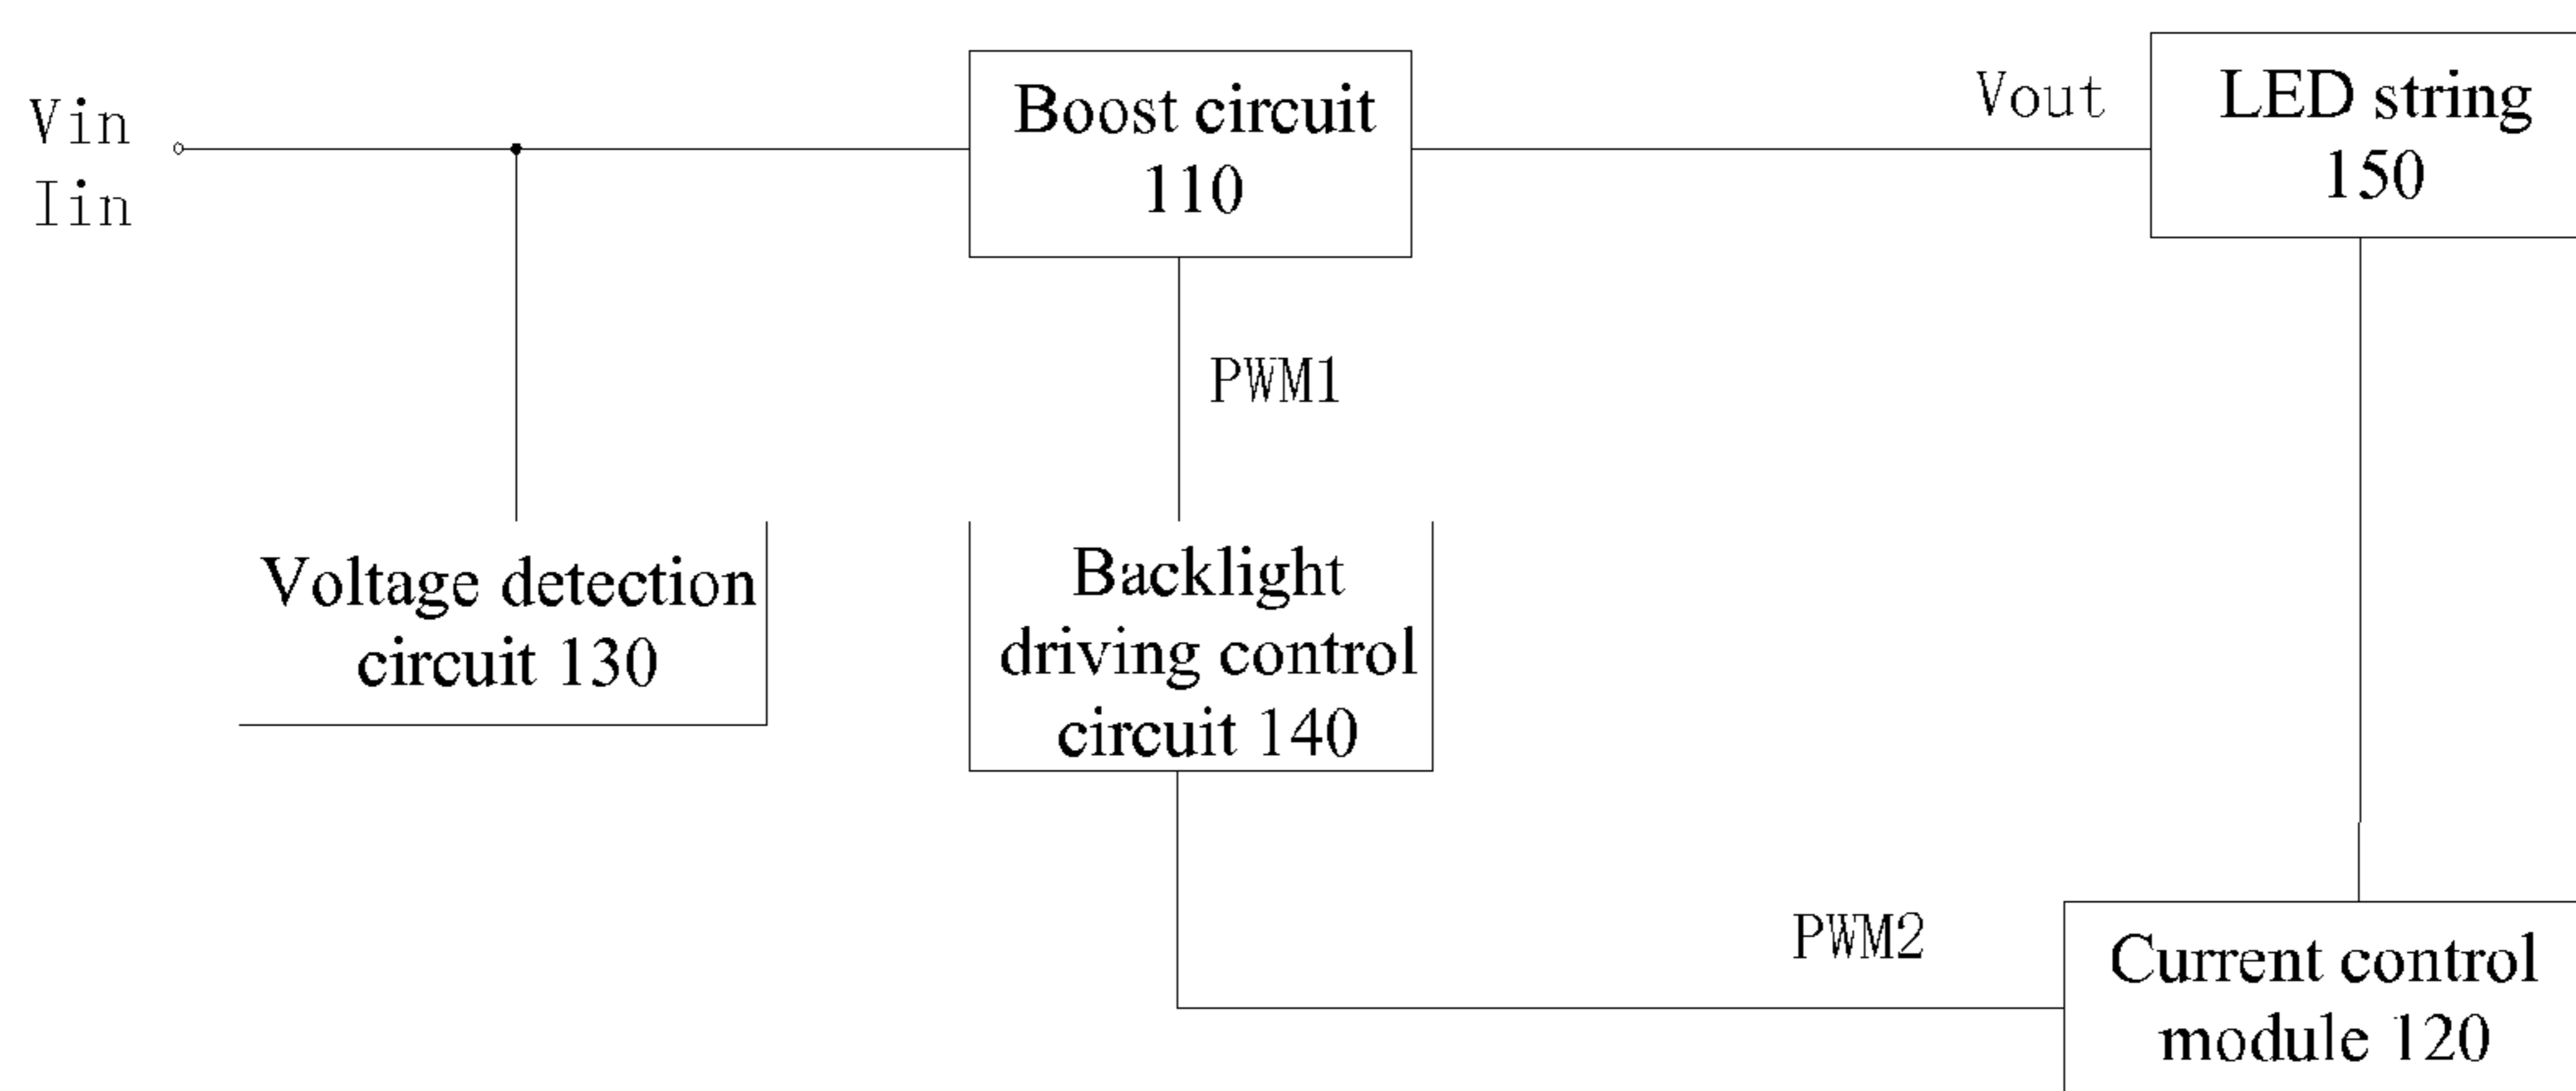 Vin
Iin
Boost circuit
110
Vout
LED string
150
PWM1
Voltage detection
circuit 130
Backlight
driving control
circuit 140
PWM2
Current control
module 120